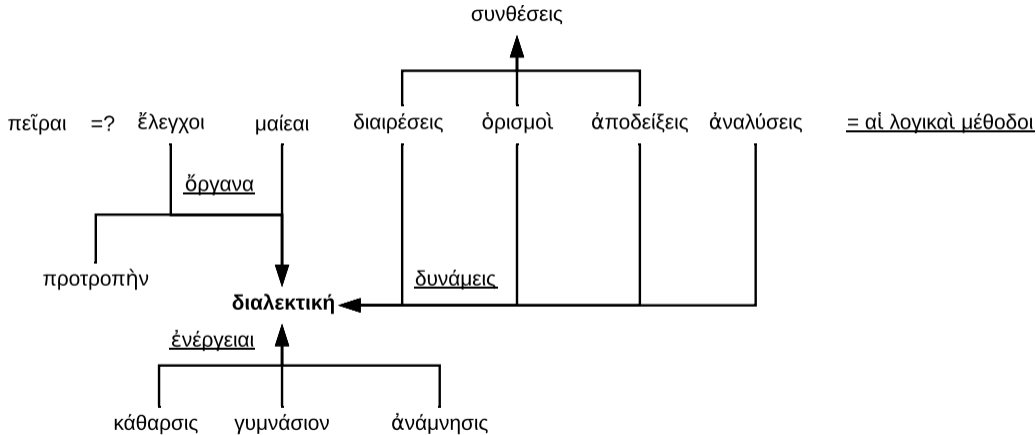 συνθέσεις
πεῖραι =? ἔλεγχοι μαίεαι διαιρέσεις ὁρισμοὶ ἀποδείξεις ἀναλύσεις = αἱ λογικαὶ μέθοδοι
ὄργανα
προτροπὴν
δυνάμεις
διαλεκτική
ἐνέργειαι
κάθαρσις γυμνάσιον ἀνάμνησις